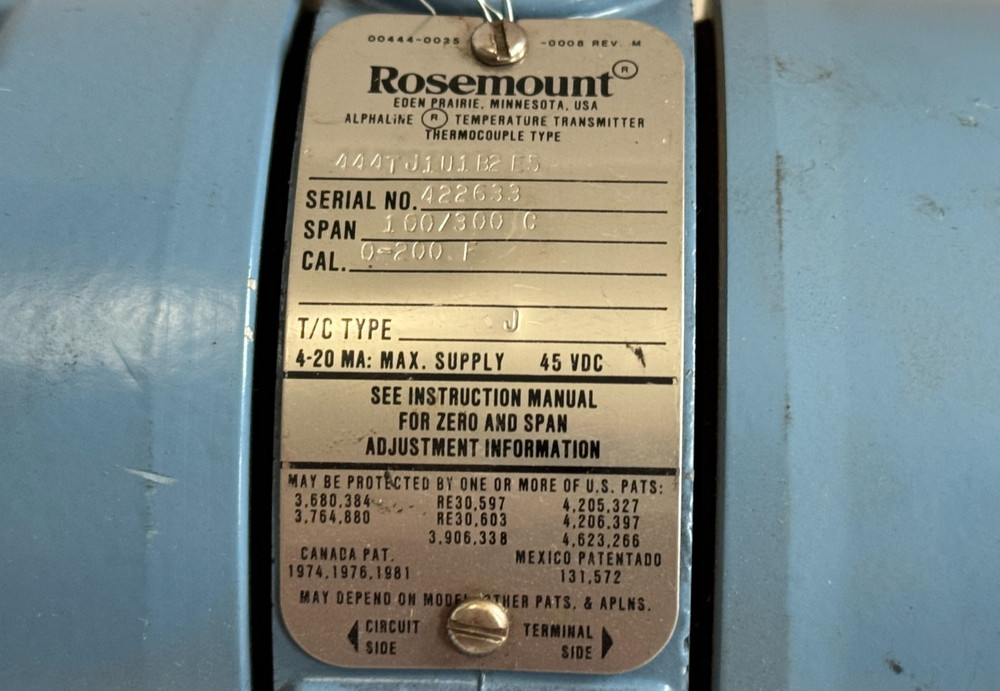 00444-0035 -0008 REV. M
Rosemount®
EDEN PRAIRIE, MINNESOTA, USA
ALPHALINE ® TEMPERATURE TRANSMITTER
THERMOCOUPLE TYPE
444TJ1U1B2E5
SERIAL NO. 422633
SPAN 100/300 C
CAL. 0-200 F
T/C TYPE J
4-20 MA: MAX. SUPPLY 45 VDC
SEE INSTRUCTION MANUAL
FOR ZERO AND SPAN
ADJUSTMENT INFORMATION
MAY BE PROTECTED BY ONE OR MORE OF U.S. PATS:
3,680,384 RE30,597 4,205,327
3,764,880 RE30,603 4,206,397
3,906,338 4,623,266
CANADA PAT. MEXICO PATENTADO
1974,1976,1981 131,572
MAY DEPEND ON MODEL OTHER PATS. & APLNS.
CIRCUIT SIDE
TERMINAL SIDE